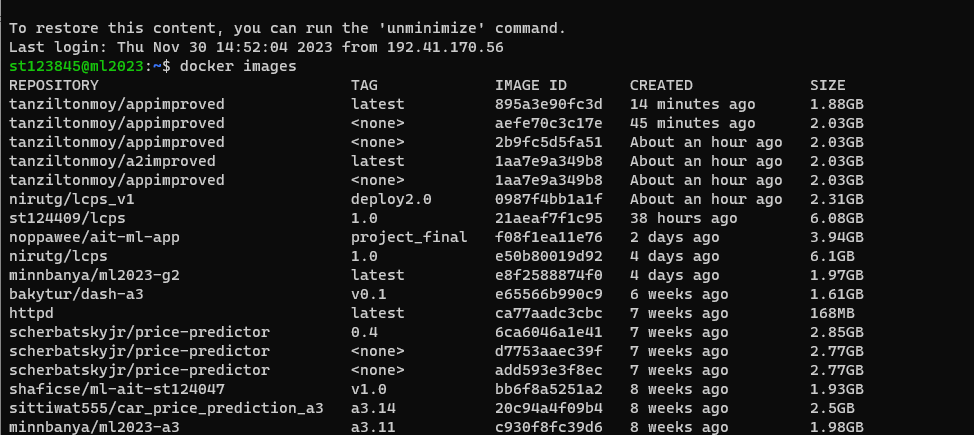 To restore this content, you can run the 'unminimize' command.
Last login: Thu Nov 30 14:52:04 2023 from 192.41.170.56
st123845@ml2023:~$ docker images
REPOSITORY TAG IMAGE ID CREATED SIZE
tanziltonmoy/appimproved latest 895a3e90fc3d 14 minutes ago 1.88GB
tanziltonmoy/appimproved <none> aefe70c3c17e 45 minutes ago 2.03GB
tanziltonmoy/appimproved <none> 2b9fc5d5fa51 About an hour ago 2.03GB
tanziltonmoy/a2improved latest 1aa7e9a349b8 About an hour ago 2.03GB
tanziltonmoy/appimproved <none> 1aa7e9a349b8 About an hour ago 2.03GB
nirutg/lcps_v1 deploy2.0 0987f4bb1a1f About an hour ago 2.31GB
st124409/lcps 1.0 21aeaf7f1c95 38 hours ago 6.08GB
noppawee/ait-ml-app project_final f08f1ea11e76 2 days ago 3.94GB
nirutg/lcps 1.0 e50b80019d92 4 days ago 6.1GB
minnbanya/ml2023-g2 latest e8f2588874f0 4 days ago 1.97GB
bakytur/dash-a3 v0.1 e65566b990c9 6 weeks ago 1.61GB
httpd latest ca77aadc3cbc 7 weeks ago 168MB
scherbatskyjr/price-predictor 0.4 6ca6046a1e41 7 weeks ago 2.85GB
scherbatskyjr/price-predictor <none> d7753aaec39f 7 weeks ago 2.77GB
scherbatskyjr/price-predictor <none> add593e3f8ec 7 weeks ago 2.77GB
shaficse/ml-ait-st124047 v1.0 bb6f8a5251a2 8 weeks ago 1.93GB
sittiwat555/car_price_prediction_a3 a3.14 20c94a4f09b4 8 weeks ago 2.5GB
minnbanya/ml2023-a3 a3.11 c930f8fc39d6 8 weeks ago 1.98GB